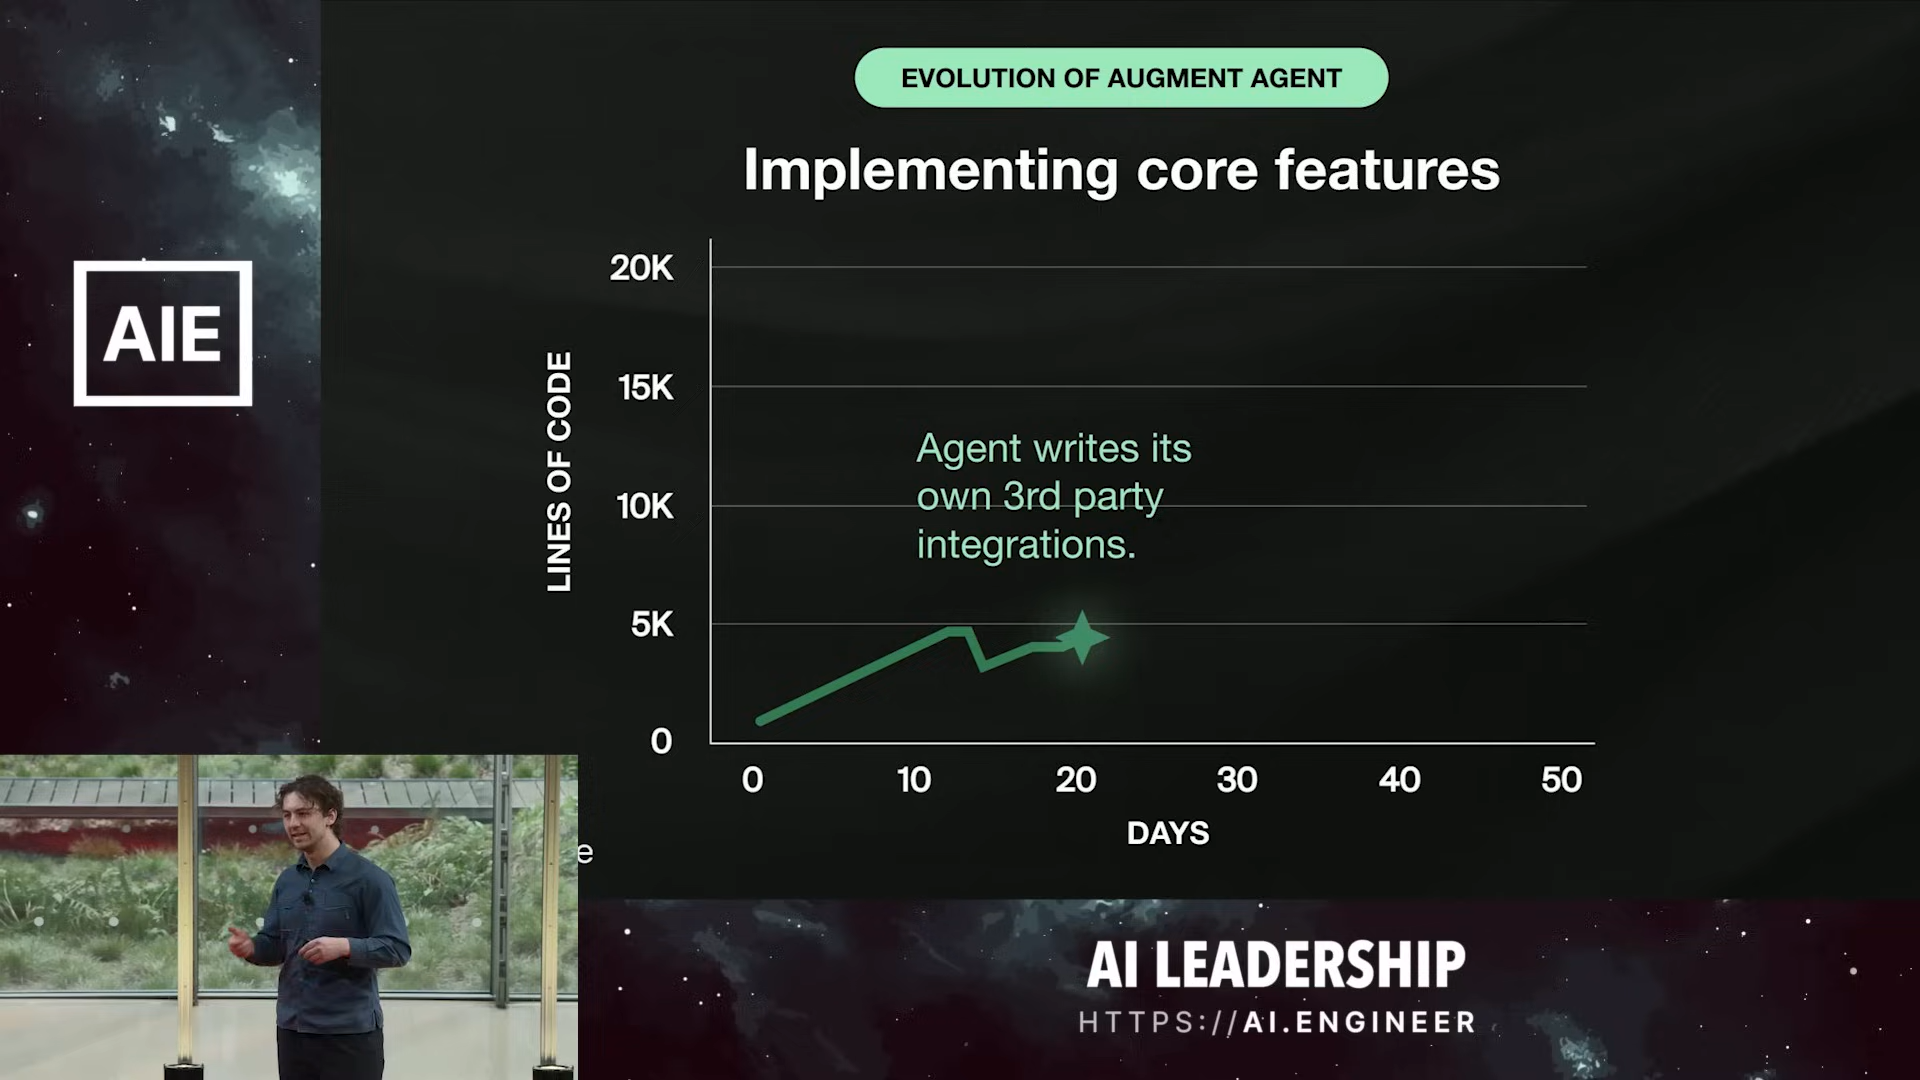 EVOLUTION OF AUGMENT AGENT
Implementing core features
AIE
20K
15K
10K
5K
0
LINES OF CODE
Agent writes its
own 3rd party
integrations.
0 10 20 30 40 50
DAYS
e
AI LEADERSHIP
HTTPS://AI.ENGINEER